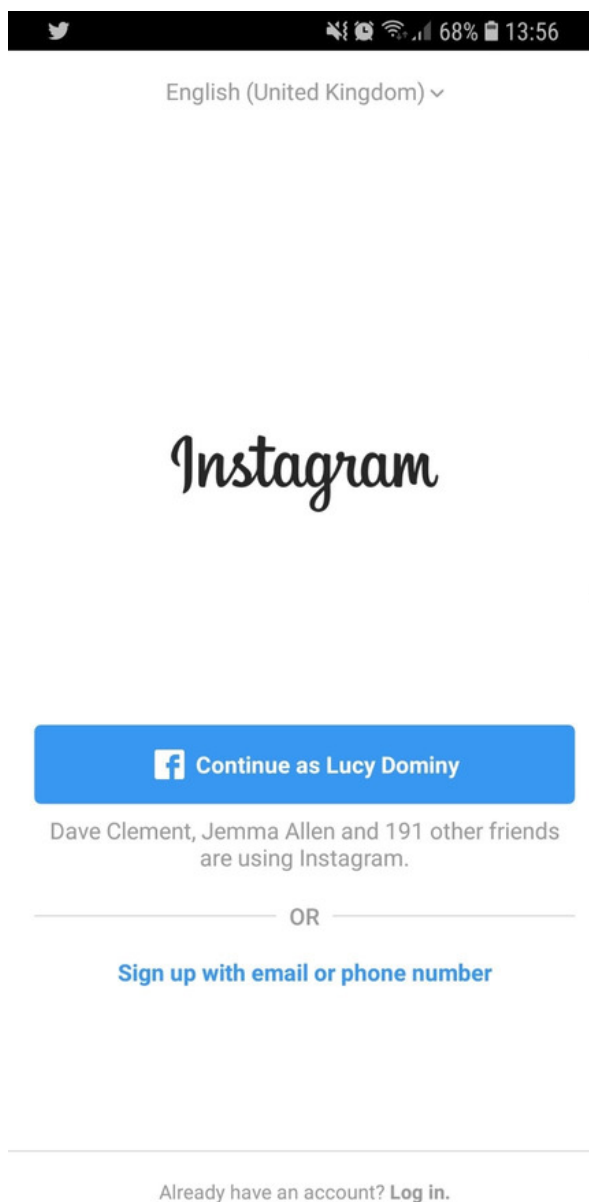 68% 13:56
English (United Kingdom)
Instagram
Continue as Lucy Dominy
Dave Clement, Jemma Allen and 191 other friends
are using Instagram.
OR
Sign up with email or phone number
Already have an account? Log in.